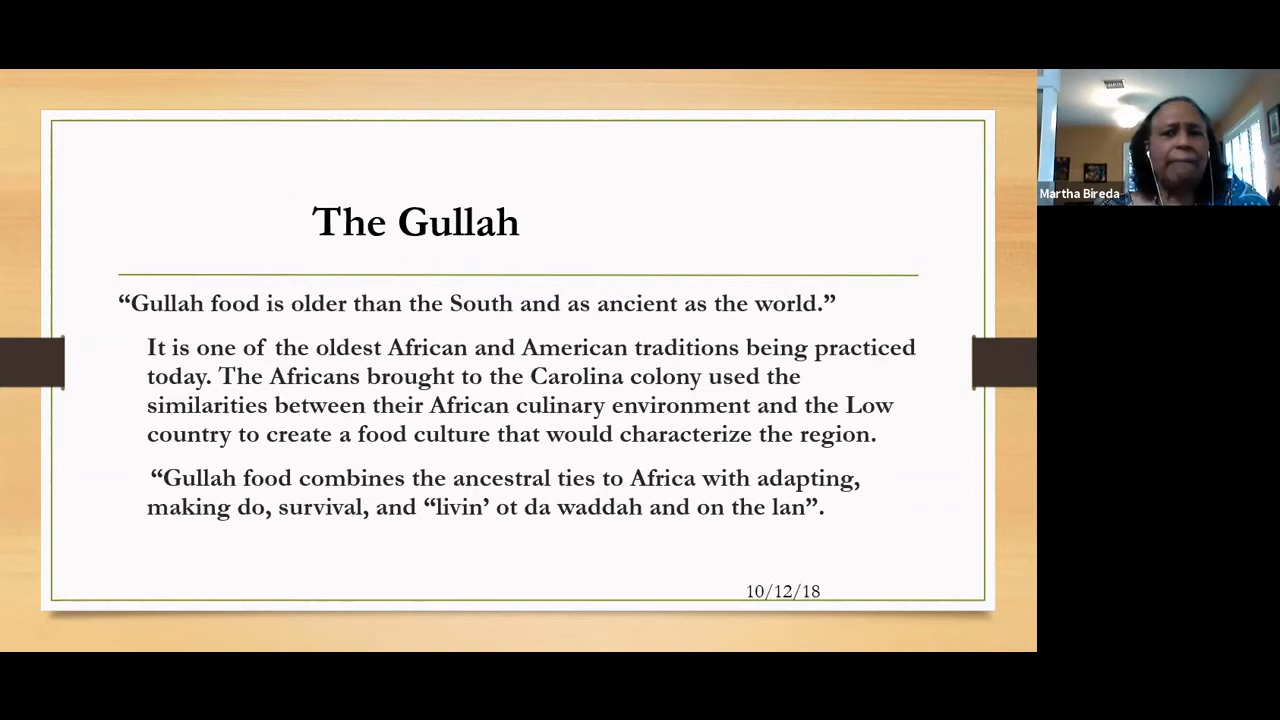 The Gullah
“Gullah food is older than the South and as ancient as the world.”
It is one of the oldest African and American traditions being practiced
today. The Africans brought to the Carolina colony used the
similarities between their African culinary environment and the Low
country to create a food culture that would characterize the region.
“Gullah food combines the ancestral ties to Africa with adapting,
making do, survival, and “livin’ ot da waddah and on the lan”.
10/12/18
Martha Bireda